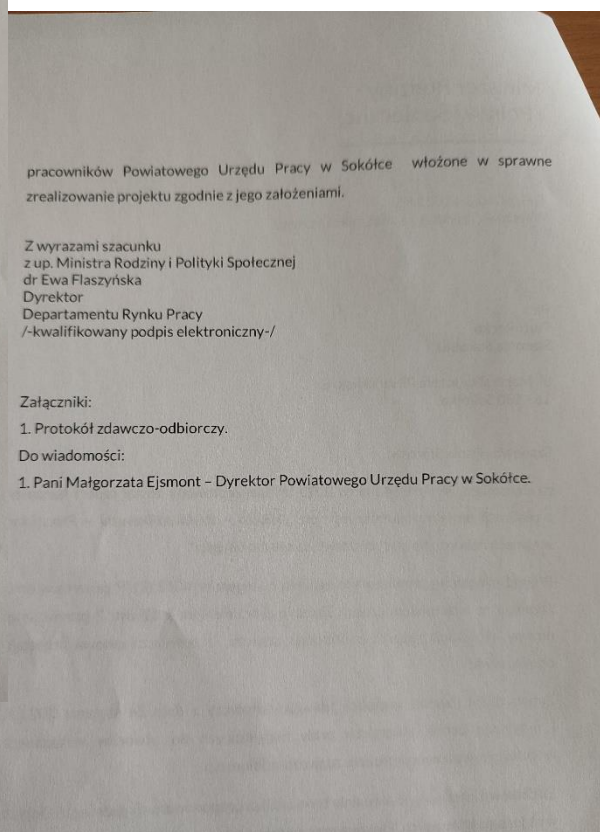 pracowników Powiatowego Urzędu Pracy w Sokółce włożone w sprawne
zrealizowanie projektu zgodnie z jego założeniami.
Z wyrazami szacunku
z up. Ministra Rodziny i Polityki Społecznej
dr Ewa Flaszyńska
Dyrektor
Departamentu Rynku Pracy
/-kwalifikowany podpis elektroniczny-/
Załączniki:
1. Protokół zdawczo-odbiorczy.
Do wiadomości:
1. Pani Małgorzata Ejsmont – Dyrektor Powiatowego Urzędu Pracy w Sokółce.